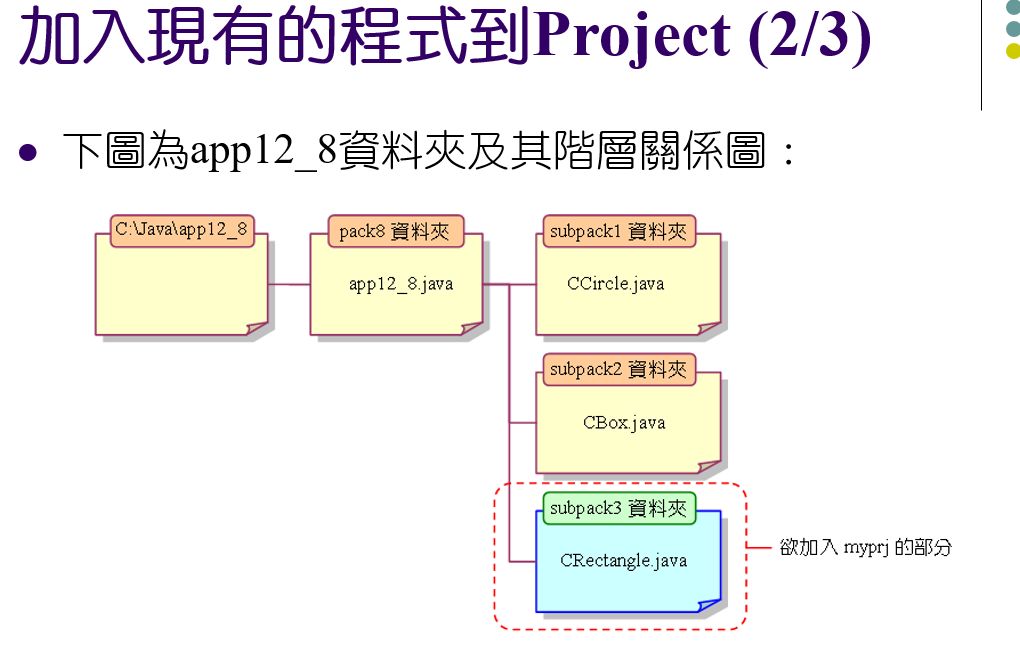 加入現有的程式到Project (2/3)
下圖為app12_8資料夾及其階層關係圖：
C:\Java\app12_8
pack8 資料夾
app12_8.java
subpack1 資料夾
CCircle.java
subpack2 資料夾
CBox.java
subpack3 資料夾
CRectangle.java
欲加入 myprj 的部分